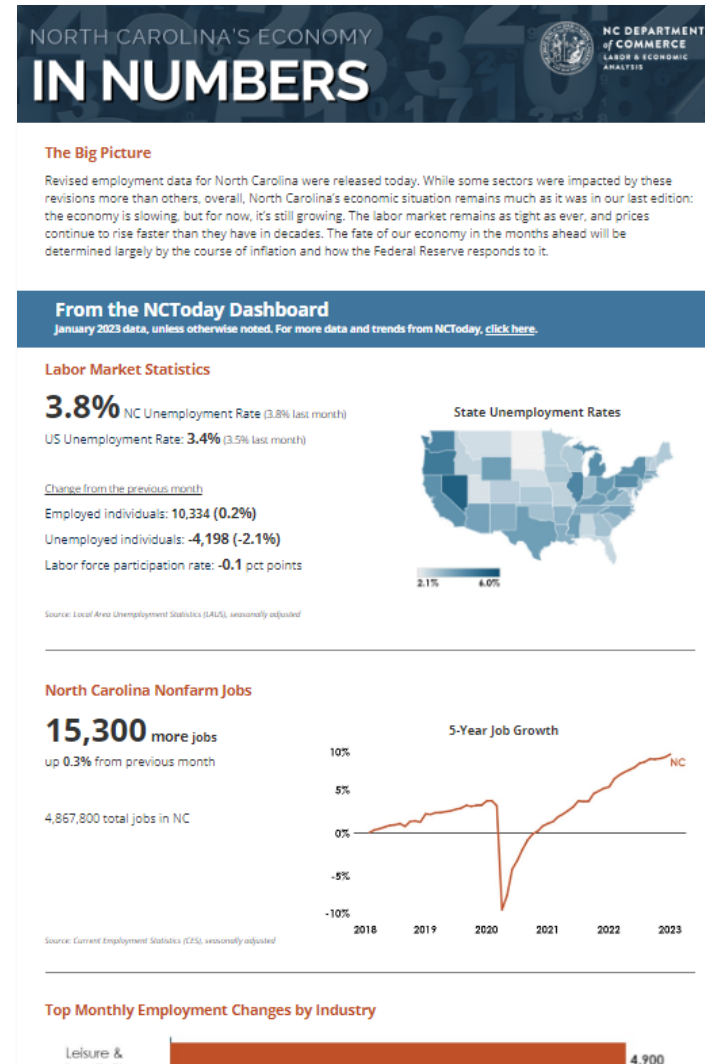 NORTH CAROLINA'S ECONOMY
IN NUMBERS
NC DEPARTMENT
of COMMERCE
LABOR & ECONOMIC
ANALYSIS
The Big Picture
Revised employment data for North Carolina were released today. While some sectors were impacted by these
revisions more than others, overall, North Carolina's economic situation remains much as it was in our last edition:
the economy is slowing, but for now, it's still growing. The labor market remains as tight as ever, and prices
continue to rise faster than they have in decades. The fate of our economy in the months ahead will be
determined largely by the course of inflation and how the Federal Reserve responds to it.
From the NCToday Dashboard
January 2023 data, unless otherwise noted. For more data and trends from NCToday, click here.
Labor Market Statistics
3.8% NC Unemployment Rate (3.8% last month)
US Unemployment Rate: 3.4% (3.5% last month)
Change from the previous month
Employed individuals: 10,334 (0.2%)
Unemployed individuals: -4,198 (-2.1%)
Labor force participation rate: -0.1 pct points
Source: Local Area Unemployment Statistics (LAUS), seasonally adjusted
State Unemployment Rates
2.1% 6.0%
North Carolina Nonfarm Jobs
15,300 more jobs
up 0.3% from previous month
4,867,800 total jobs in NC
Source: Current Employment Statistics (CES), seasonally adjusted
5-Year Job Growth
10%
5%
0%
-5%
-10%
NC
2018 2019 2020 2021 2022 2023
Top Monthly Employment Changes by Industry
Leisure &
4,900